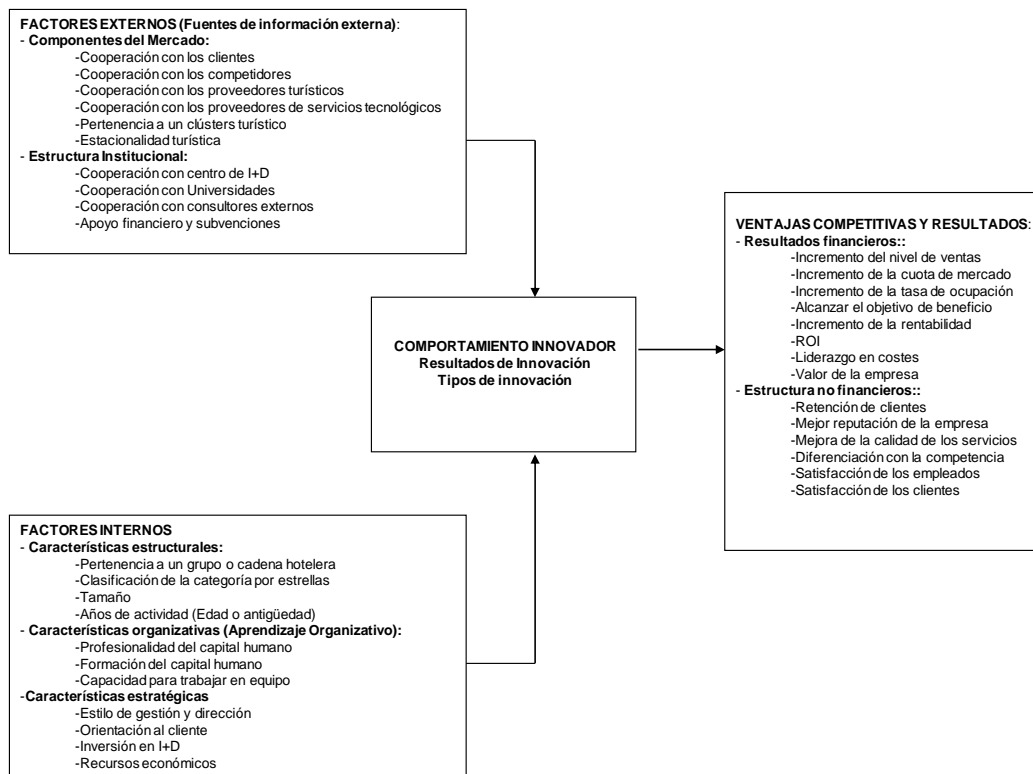 FACTORES EXTERNOS (Fuentes de información externa):
- Componentes del Mercado:
-Cooperación con los clientes
-Cooperación con los competidores
-Cooperación con los proveedores turísticos
-Cooperación con los proveedores de servicios tecnológicos
-Pertenencia a un clústers turístico
-Estacionalidad turística
- Estructura Institucional:
-Cooperación con centro de I+D
-Cooperación con Universidades
-Cooperación con consultores externos
-Apoyo financiero y subvenciones
COMPORTAMIENTO INNOVADOR
Resultados de Innovación
Tipos de innovación
VENTAJAS COMPETITIVAS Y RESULTADOS:
- Resultados financieros::
-Incremento del nivel de ventas
-Incremento de la cuota de mercado
-Incremento de la tasa de ocupación
-Alcanzar el objetivo de beneficio
-Incremento de la rentabilidad
-ROI
-Liderazgo en costes
-Valor de la empresa
- Estructura no financieros::
-Retención de clientes
-Mejor reputación de la empresa
-Mejora de la calidad de los servicios
-Diferenciación con la competencia
-Satisfacción de los empleados
-Satisfacción de los clientes
FACTORES INTERNOS
- Características estructurales:
-Pertenencia a un grupo o cadena hotelera
-Clasificación de la categoría por estrellas
-Tamaño
-Años de actividad (Edad o antigüedad)
- Características organizativas (Aprendizaje Organizativo):
-Profesionalidad del capital humano
-Formación del capital humano
-Capacidad para trabajar en equipo
-Características estratégicas
-Estilo de gestión y dirección
-Orientación al cliente
-Inversión en I+D
-Recursos económicos